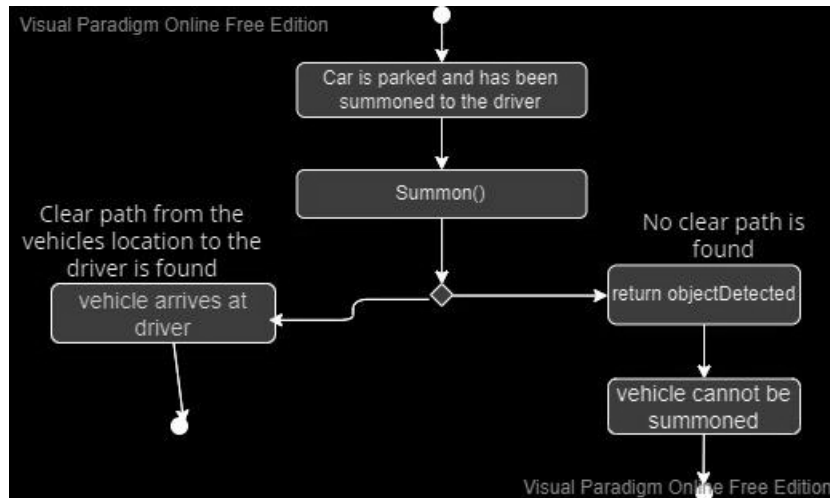 Visual Paradigm Online Free Edition
Car is parked and has been
summoned to the driver
Summon()
Clear path from the
vehicles location to the
driver is found
No clear path is
found
vehicle arrives at
driver
return objectDetected
vehicle cannot be
summoned
Visual Paradigm Online Free Edition